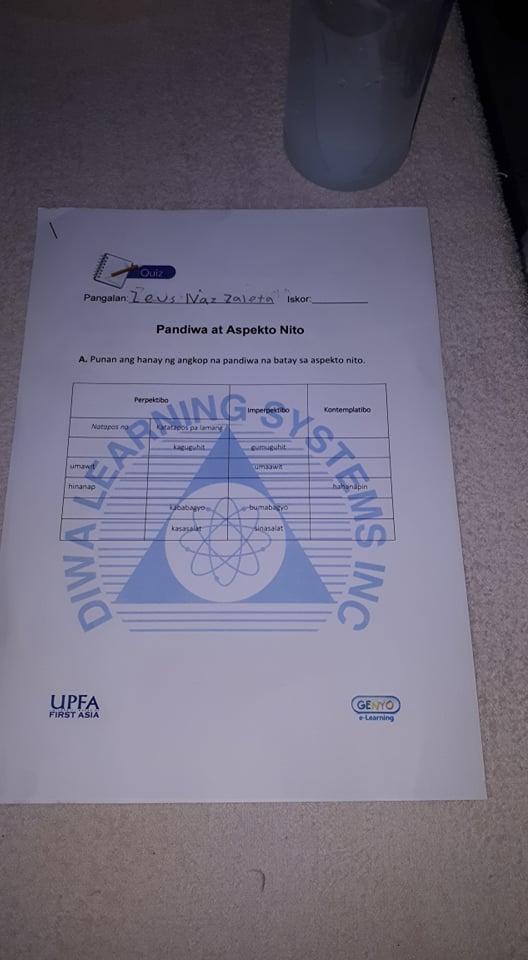 Quiz
Pangalan: Zeus Naz Zaleta Iskor:
Pandiwa at Aspekto Nito
A. Punan ang hanay ng angkop na pandiwa na batay sa aspekto nito.
Perpektibo Imperpektibo Kontemplatibo
Natapos na Katatapos pa lamang
kaguguhit gumuguhit
umawit umaawit
hinanap hahanapin
kababagyo bumabagyo
kasasalat sinasalat
DIWA LEARNING SYSTEMS INC
UPFA GENYO
FIRST ASIA e-Learning